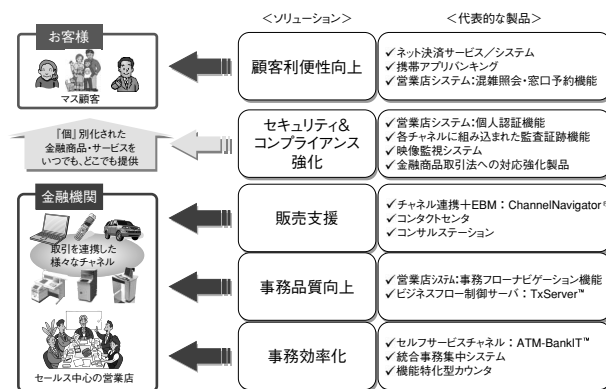 ＜ソリューション＞
＜代表的な製品＞
お客様
マス顧客
『個』別化された
金融商品・サービスを
いつでも、どこでも提供
金融機関
取引を連携した
様々なチャネル
セールス中心の営業店
顧客利便性向上
✓ネット決済サービス／システム
✓携帯アプリバンキング
✓営業店システム：混雑照会・窓口予約機能
セキュリティ＆
コンプライアンス
強化
✓営業店システム：個人認証機能
✓各チャネルに組み込まれた監査証跡機能
✓映像監視システム
✓金融商品取引法への対応強化製品
販売支援
✓チャネル連携＋EBM：ChannelNavigator®
✓コンタクトセンタ
✓コンサルステーション
事務品質向上
✓営業店システム：事務フローナビゲーション機能
✓ビジネスフロー制御サーバ：TxServer™
事務効率化
✓セルフサービスチャネル：ATM-BankIT™
✓統合事務集中システム
✓機能特化型カウンタ